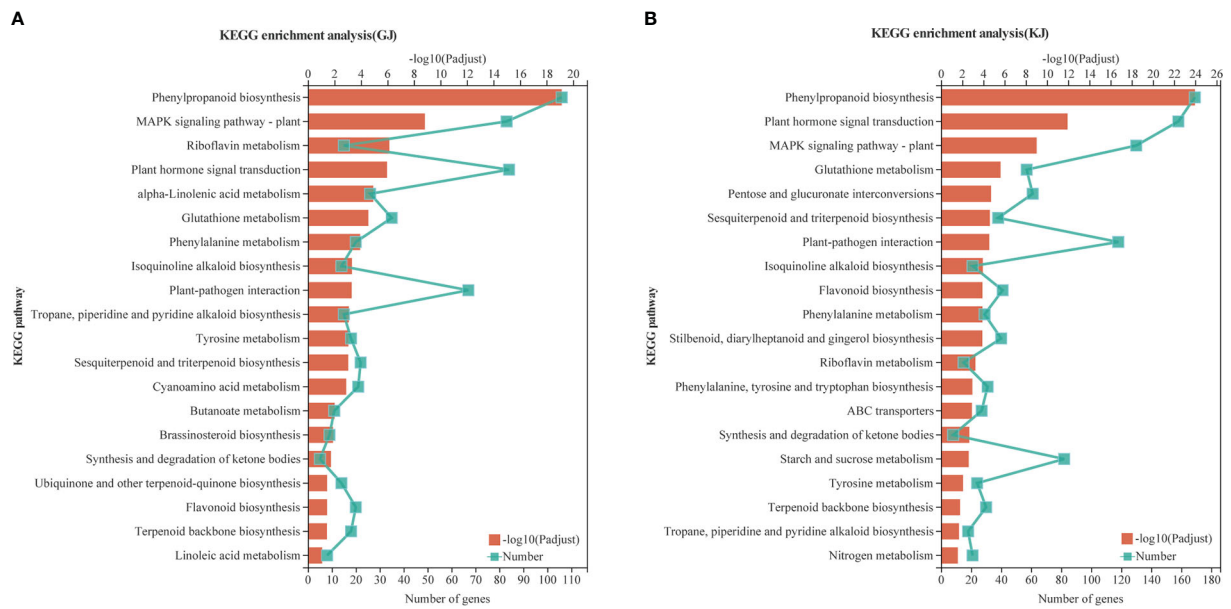 A
KEGG enrichment analysis(GJ)
-log10(Padjust)
0 2 4 6 8 10 12 14 16 18 20
Phenylpropanoid biosynthesis
MAPK signaling pathway - plant
Riboflavin metabolism
Plant hormone signal transduction
alpha-Linolenic acid metabolism
Glutathione metabolism
Phenylalanine metabolism
Isoquinoline alkaloid biosynthesis
Plant-pathogen interaction
Tropane, piperidine and pyridine alkaloid biosynthesis
Tyrosine metabolism
Sesquiterpenoid and triterpenoid biosynthesis
Cyanoamino acid metabolism
Butanoate metabolism
Brassinosteroid biosynthesis
Synthesis and degradation of ketone bodies
Ubiquinone and other terpenoid-quinone biosynthesis
Flavonoid biosynthesis
Terpenoid backbone biosynthesis
Linoleic acid metabolism
KEGG pathway
-log10(Padjust)
Number
0 10 20 30 40 50 60 70 80 90 100 110
Number of genes
B
KEGG enrichment analysis(KJ)
-log10(Padjust)
0 2 4 6 8 10 12 14 16 18 20 22 24 26
Phenylpropanoid biosynthesis
Plant hormone signal transduction
MAPK signaling pathway - plant
Glutathione metabolism
Pentose and glucuronate interconversions
Sesquiterpenoid and triterpenoid biosynthesis
Plant-pathogen interaction
Isoquinoline alkaloid biosynthesis
Flavonoid biosynthesis
Phenylalanine metabolism
Stilbenoid, diarylheptanoid and gingerol biosynthesis
Riboflavin metabolism
Phenylalanine, tyrosine and tryptophan biosynthesis
ABC transporters
Synthesis and degradation of ketone bodies
Starch and sucrose metabolism
Tyrosine metabolism
Terpenoid backbone biosynthesis
Tropane, piperidine and pyridine alkaloid biosynthesis
Nitrogen metabolism
KEGG pathway
-log10(Padjust)
Number
0 20 40 60 80 100 120 140 160 180
Number of genes